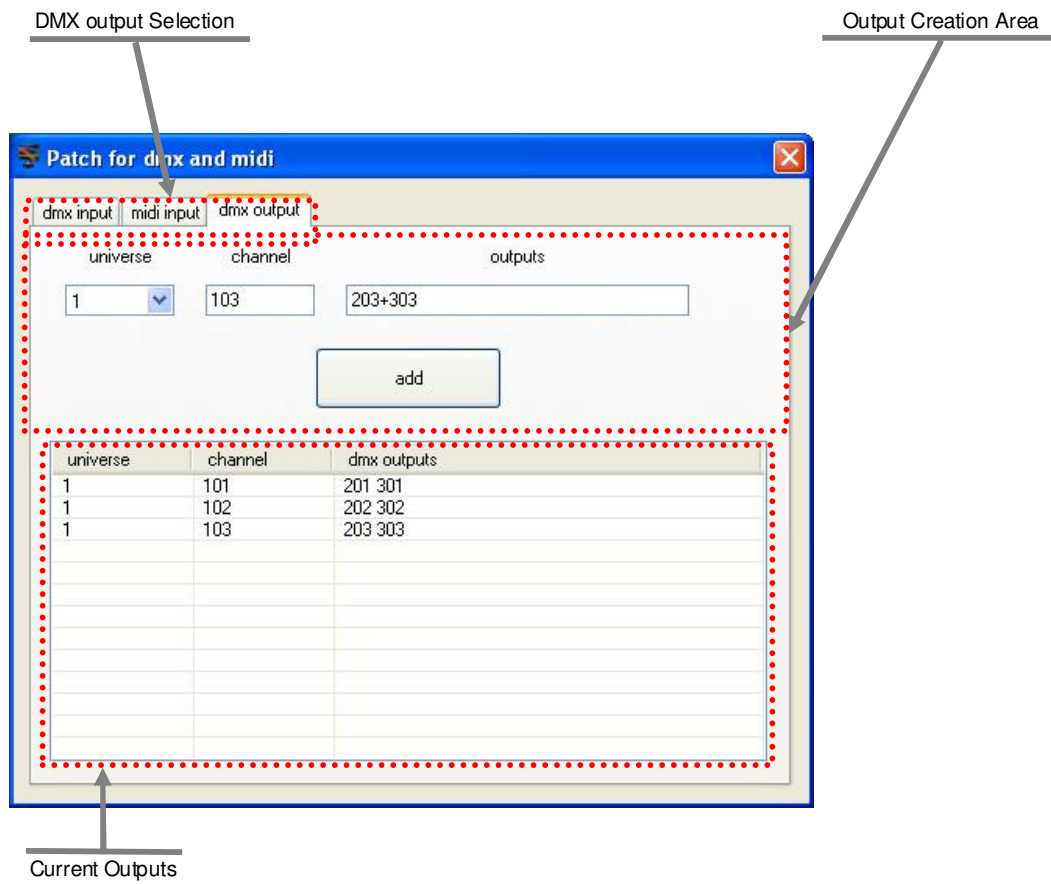 DMX output Selection
Output Creation Area
Patch for dmx and midi
dmx input midi input dmx output
universe channel outputs
1 103 203+303
add
universe channel dmx outputs
1 101 201 301
1 102 202 302
1 103 203 303
Current Outputs